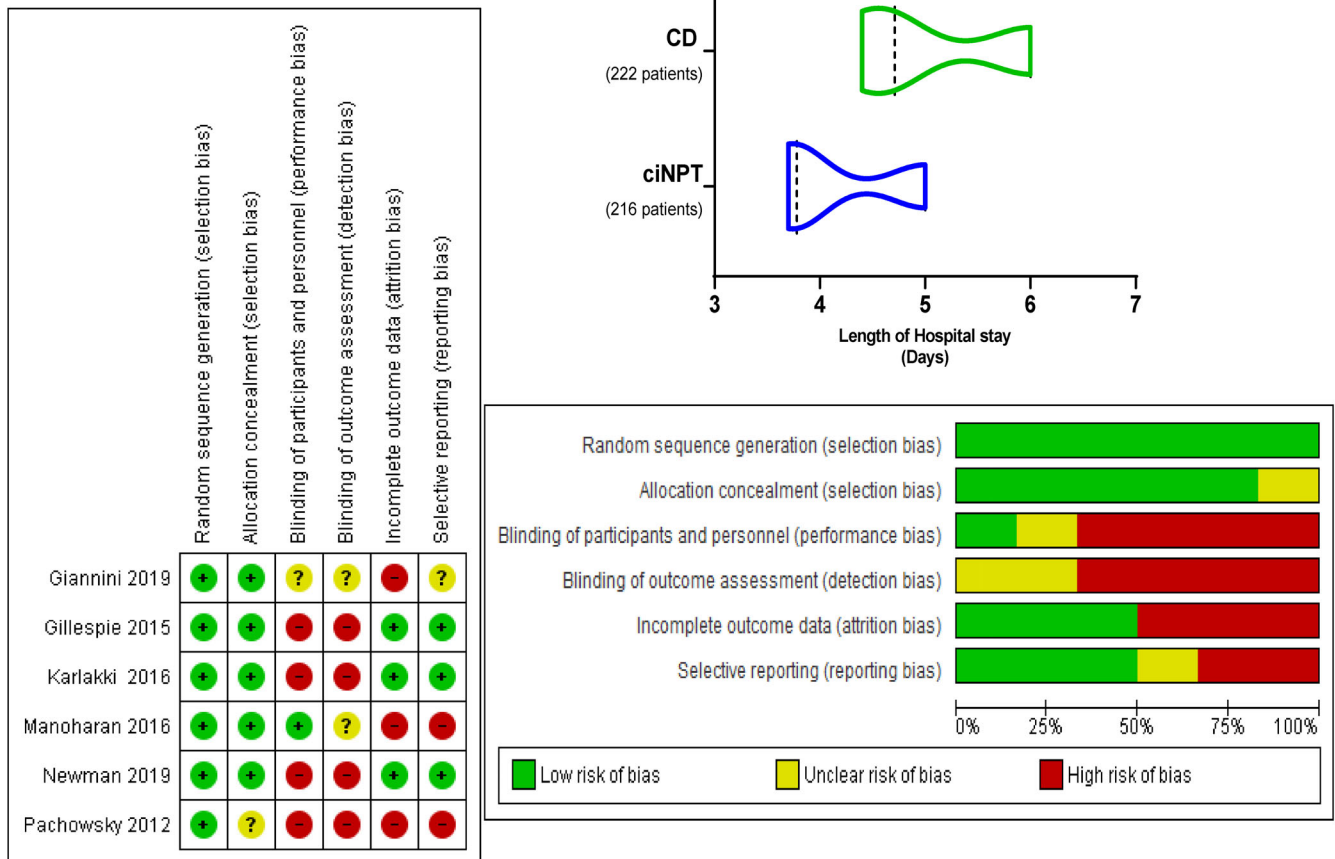 Random sequence generation (selection bias)
Allocation concealment (selection bias)
Blinding of participants and personnel (performance bias)
Blinding of outcome assessment (detection bias)
Incomplete outcome data (attrition bias)
Selective reporting (reporting bias)
Giannini 2019
+ + ? ? - ?
Gillespie 2015
+ + - - + +
Karlakki 2016
+ + - - + +
Manoharan 2016
+ + + ? - -
Newman 2019
+ + - - + +
Pachowsky 2012
+ ? - - - -
CD
(222 patients)
ciNPT
(216 patients)
3 4 5 6 7
Length of Hospital stay
(Days)
Random sequence generation (selection bias)
Allocation concealment (selection bias)
Blinding of participants and personnel (performance bias)
Blinding of outcome assessment (detection bias)
Incomplete outcome data (attrition bias)
Selective reporting (reporting bias)
0% 25% 50% 75% 100%
Low risk of bias
Unclear risk of bias
High risk of bias